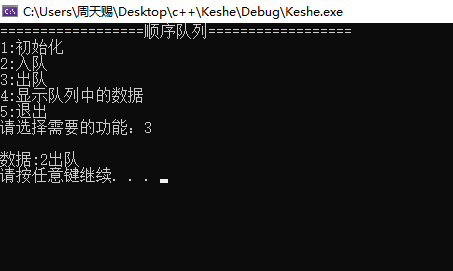 C:\Users\周天赐\Desktop\c++\Keshe\Debug\Keshe.exe
==================顺序队列==================
1:初始化
2:入队
3:出队
4:显示队列中的数据
5:退出
请选择需要的功能：3
数据:2出队
请按任意键继续. . .